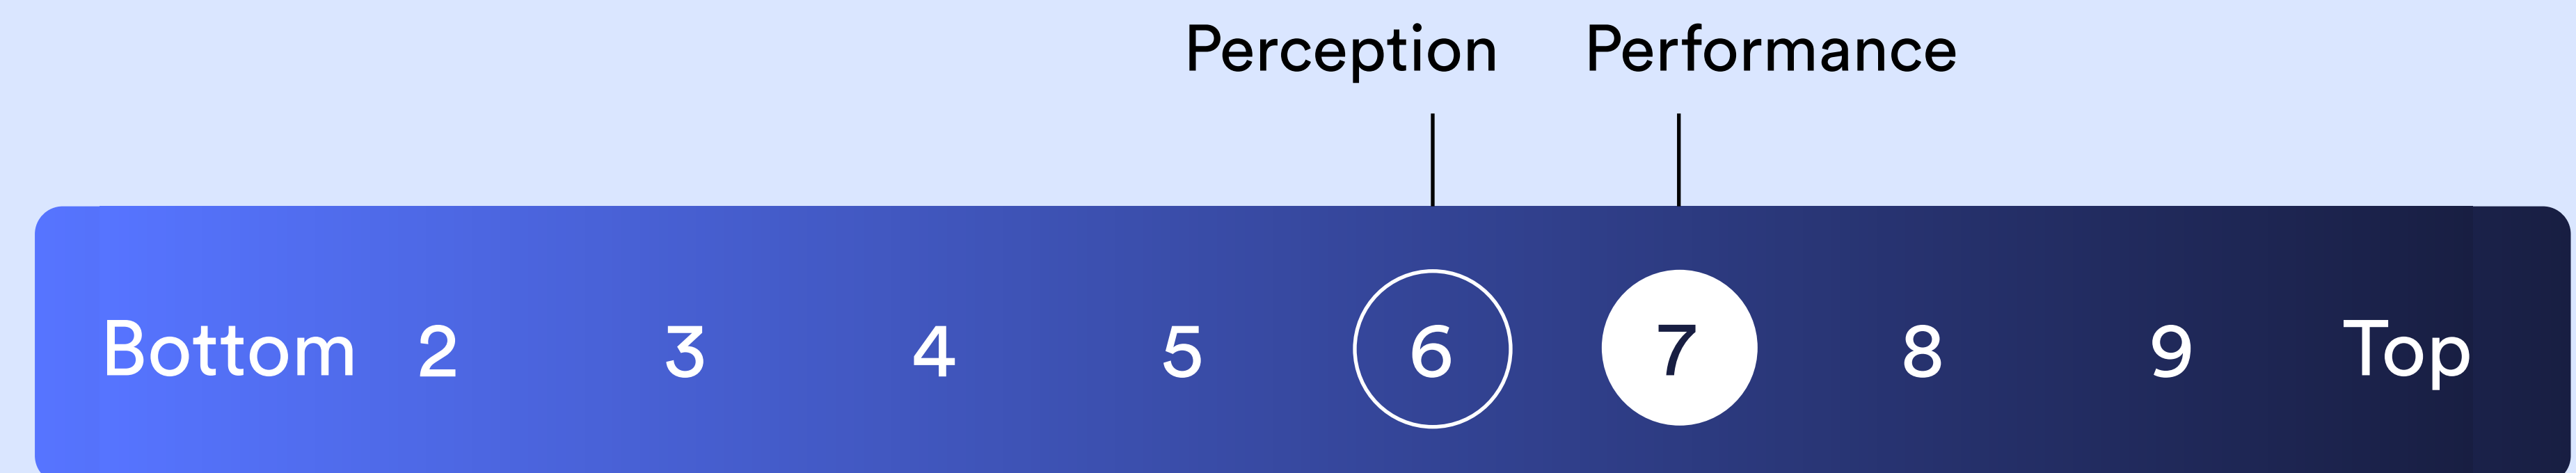 Perception Performance
Bottom 2 3 4 5 6 7 8 9 Top